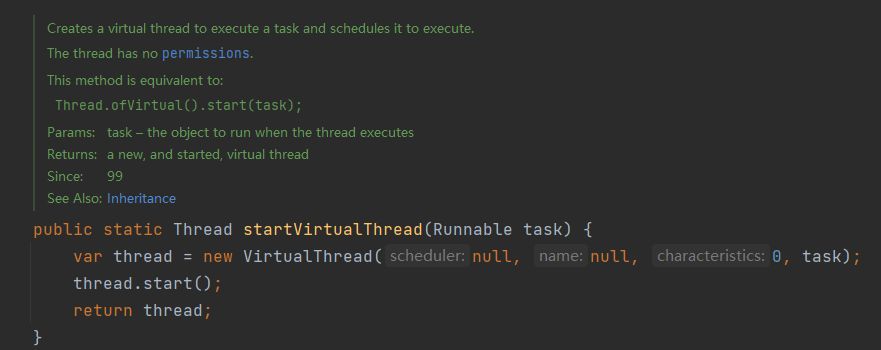 Creates a virtual thread to execute a task and schedules it to execute.
The thread has no permissions.
This method is equivalent to:
Thread.ofVirtual().start(task);
Params: task – the object to run when the thread executes
Returns: a new, and started, virtual thread
Since: 99
See Also: Inheritance
public static Thread startVirtualThread(Runnable task) {
    var thread = new VirtualThread( scheduler: null, name: null, characteristics: 0, task);
    thread.start();
    return thread;
}